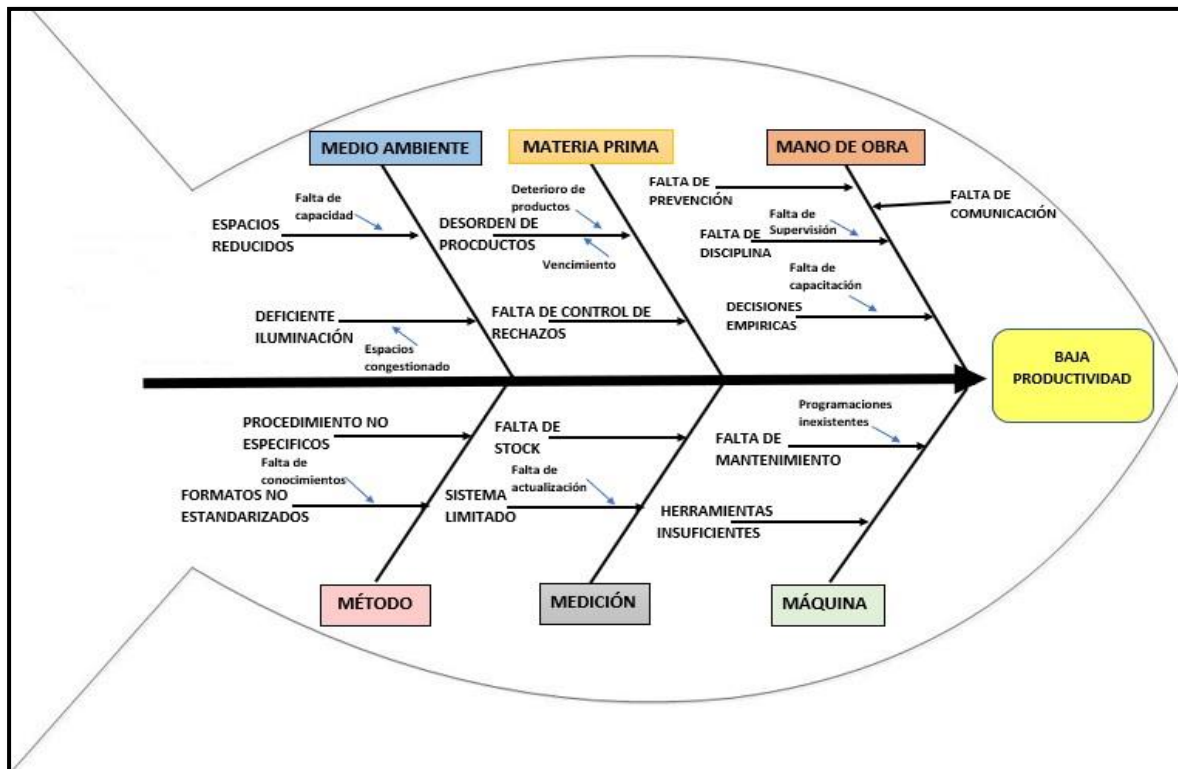 MEDIO AMBIENTE
MATERIA PRIMA
MANO DE OBRA
Falta de
capacidad
ESPACIOS
REDUCIDOS
Deterioro de
productos
DESORDEN DE
PROCDUCTOS
Vencimiento
FALTA DE
PREVENCIÓN
FALTA DE
COMUNICACIÓN
Falta de
Supervisión
FALTA DE
DISCIPLINA
Falta de
capacitación
DEFICIENTE
ILUMINACIÓN
Espacios
congestionado
FALTA DE CONTROL DE
RECHAZOS
DECISIONES
EMPIRICAS
BAJA
PRODUCTIVIDAD
PROCEDIMIENTO NO
ESPECIFICOS
Falta de
conocimientos
FORMATOS NO
ESTANDARIZADOS
FALTA DE
STOCK
Falta de
actualización
SISTEMA
LIMITADO
Programaciones
inexistentes
FALTA DE
MANTENIMIENTO
HERRAMIENTAS
INSUFICIENTES
MÉTODO
MEDICIÓN
MÁQUINA